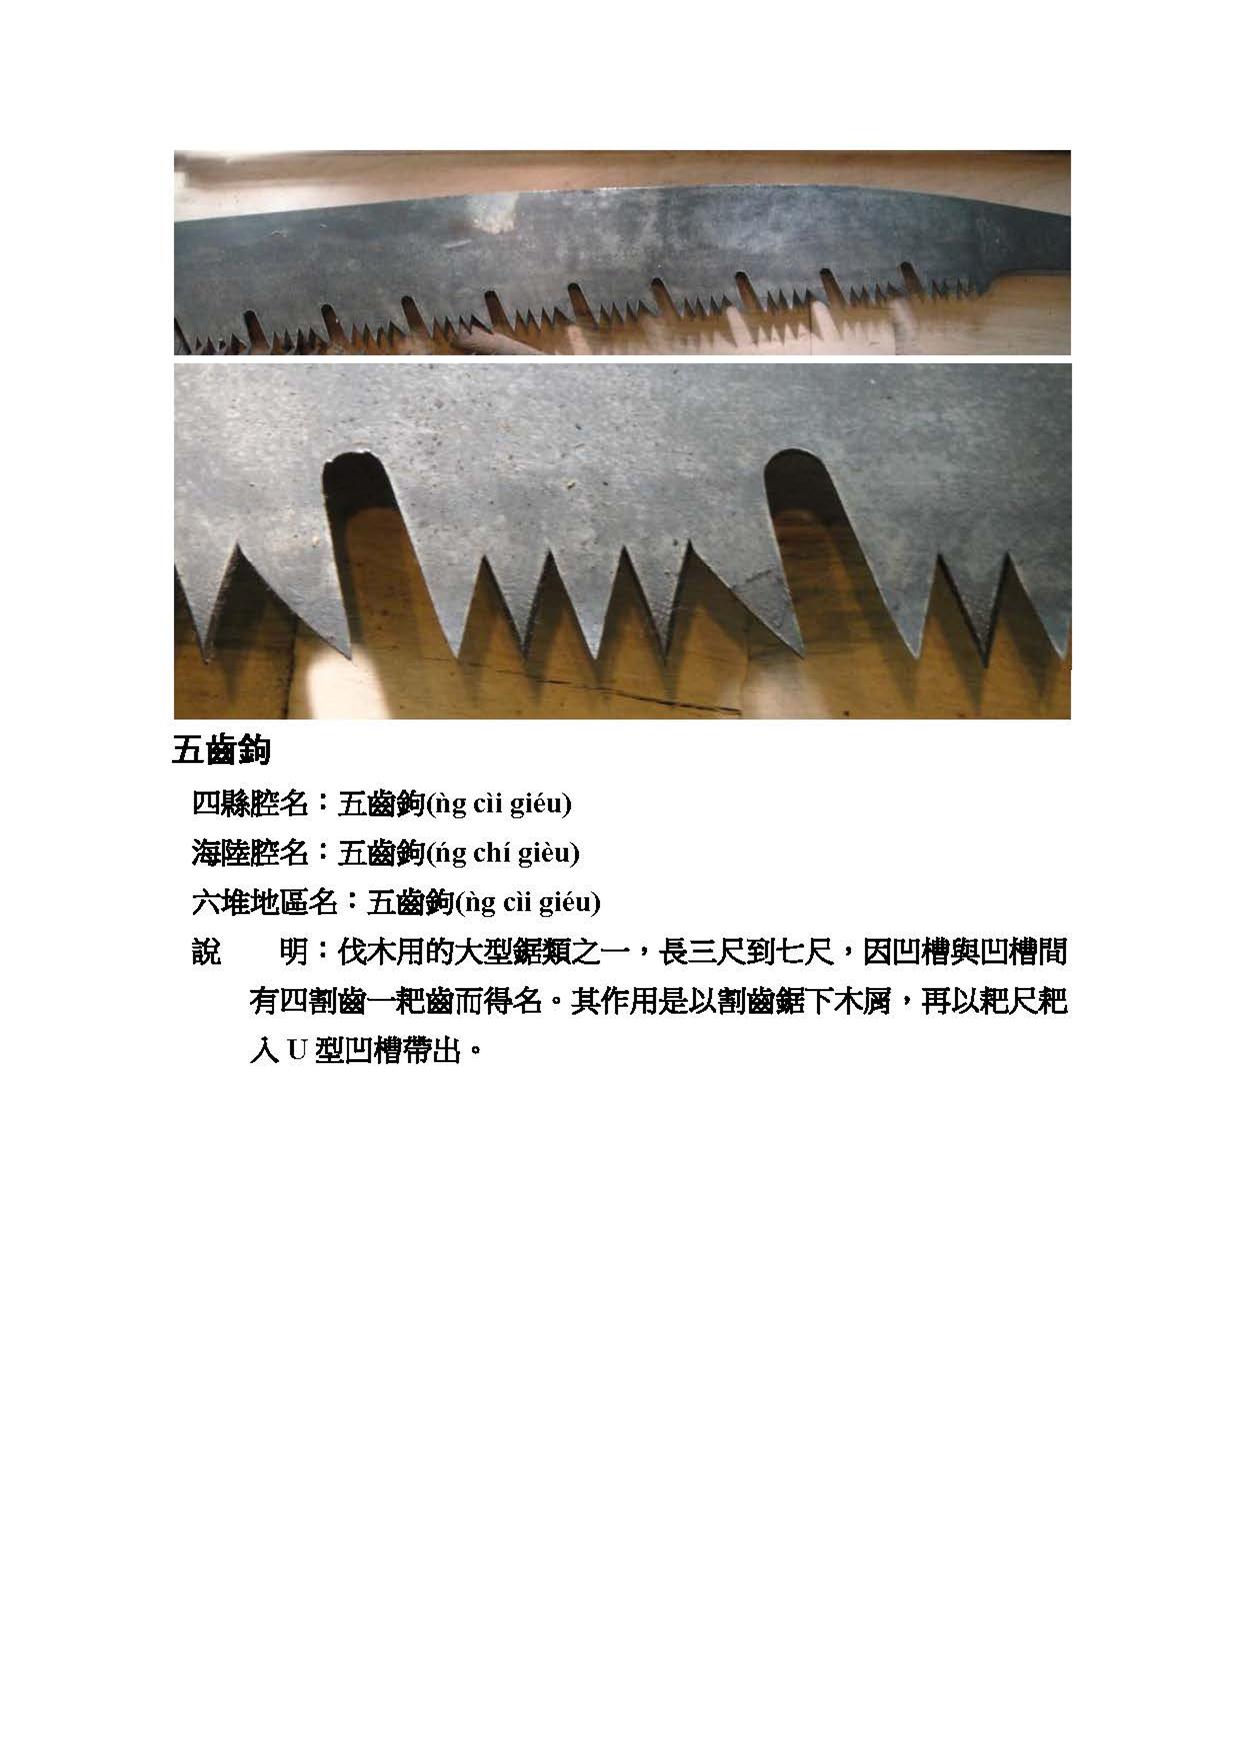 五齒鉤
四縣腔名：五齒鉤(ǹg cìi giéu)
海陸腔名：五齒鉤(ńg chí gièu)
六堆地區名：五齒鉤(ǹg cìi giéu)
說　　明：伐木用的大型鋸類之一，長三尺到七尺，因凹槽與凹槽間
有四割齒一耙齒而得名。其作用是以割齒鋸下木屑，再以耙尺耙
入 U 型凹槽帶出。